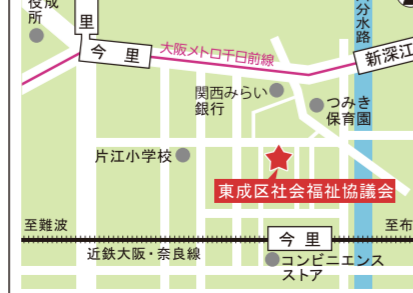 役成
所
里
今里
大阪メトロ千日前線
分水路
新深江
関西みらい
銀行
つみき
保育園
片江小学校
東成区社会福祉協議会
至難波
今里
至布
近鉄大阪・奈良線
コンビニエンス
ストア